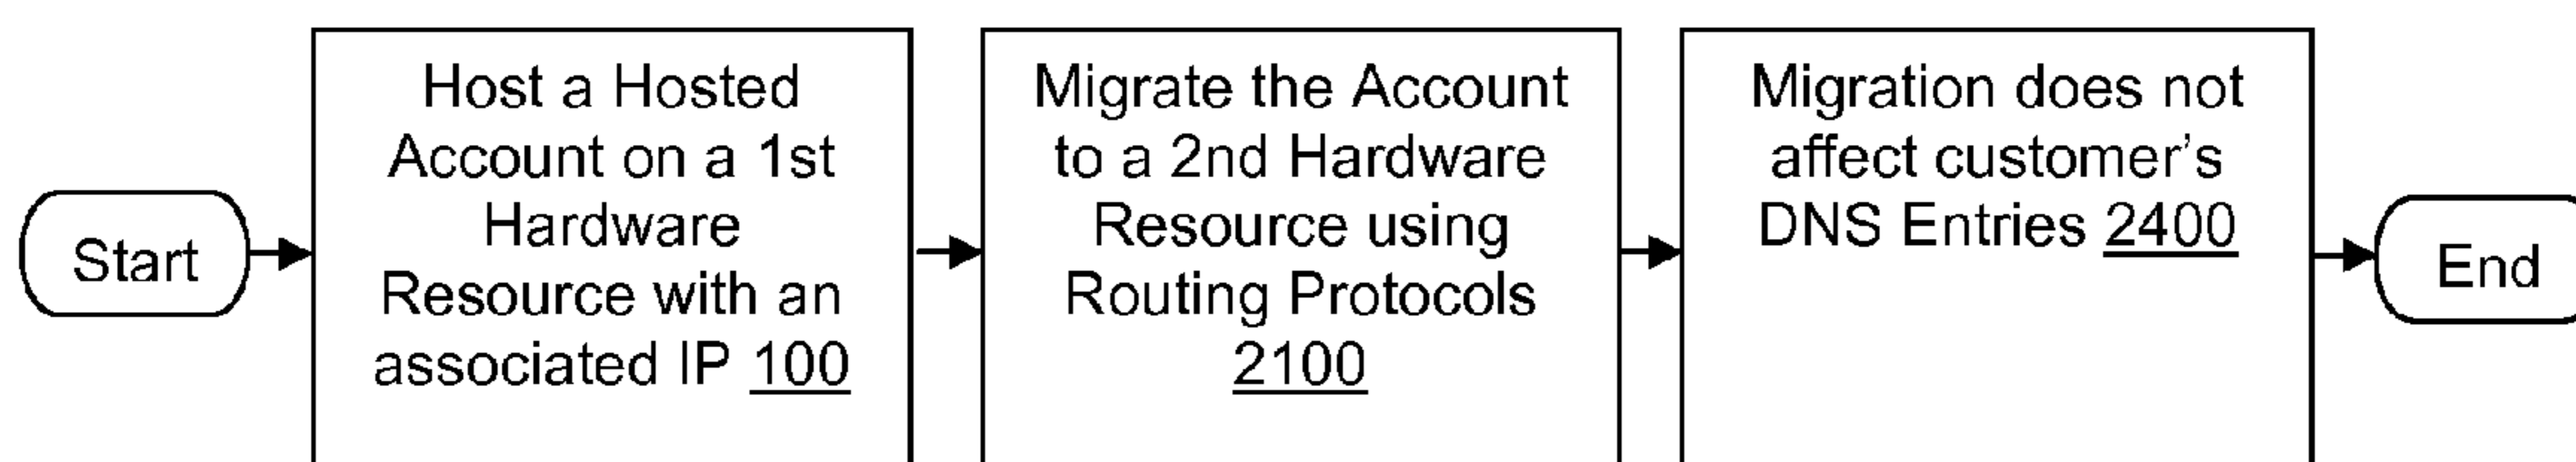 Start
Host a Hosted
Account on a 1st
Hardware
Resource with an
associated IP 100
Migrate the Account
to a 2nd Hardware
Resource using
Routing Protocols
2100
Migration does not
affect customer’s
DNS Entries 2400
End